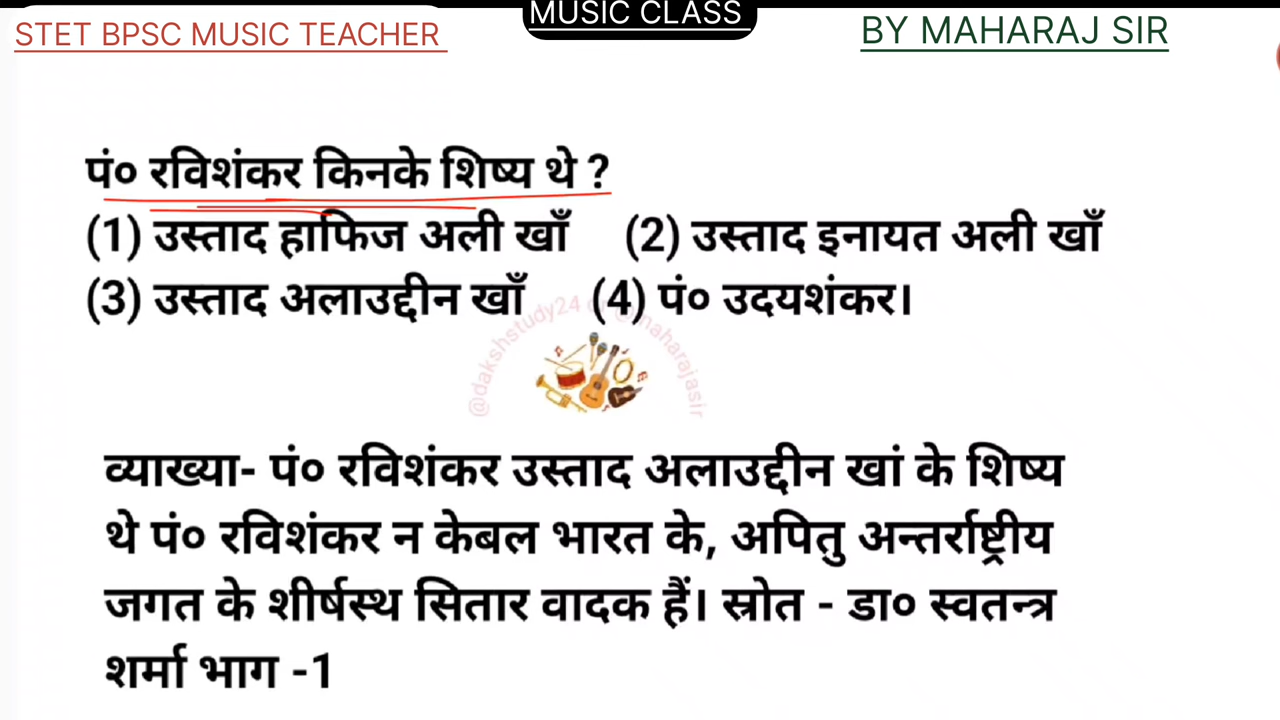 MUSIC CLASS
STET BPSC MUSIC TEACHER
BY MAHARAJ SIR
पं० रविशंकर किनके शिष्य थे ?
(1) उस्ताद हाफिज अली खाँ (2) उस्ताद इनायत अली खाँ
(3) उस्ताद अलाउद्दीन खाँ (4) पं० उदयशंकर।
व्याख्या- पं० रविशंकर उस्ताद अलाउद्दीन खां के शिष्य
थे पं० रविशंकर न केबल भारत के, अपितु अन्तर्राष्ट्रीय
जगत के शीर्षस्थ सितार वादक हैं। स्रोत - डा० स्वतन्त्र
शर्मा भाग -1